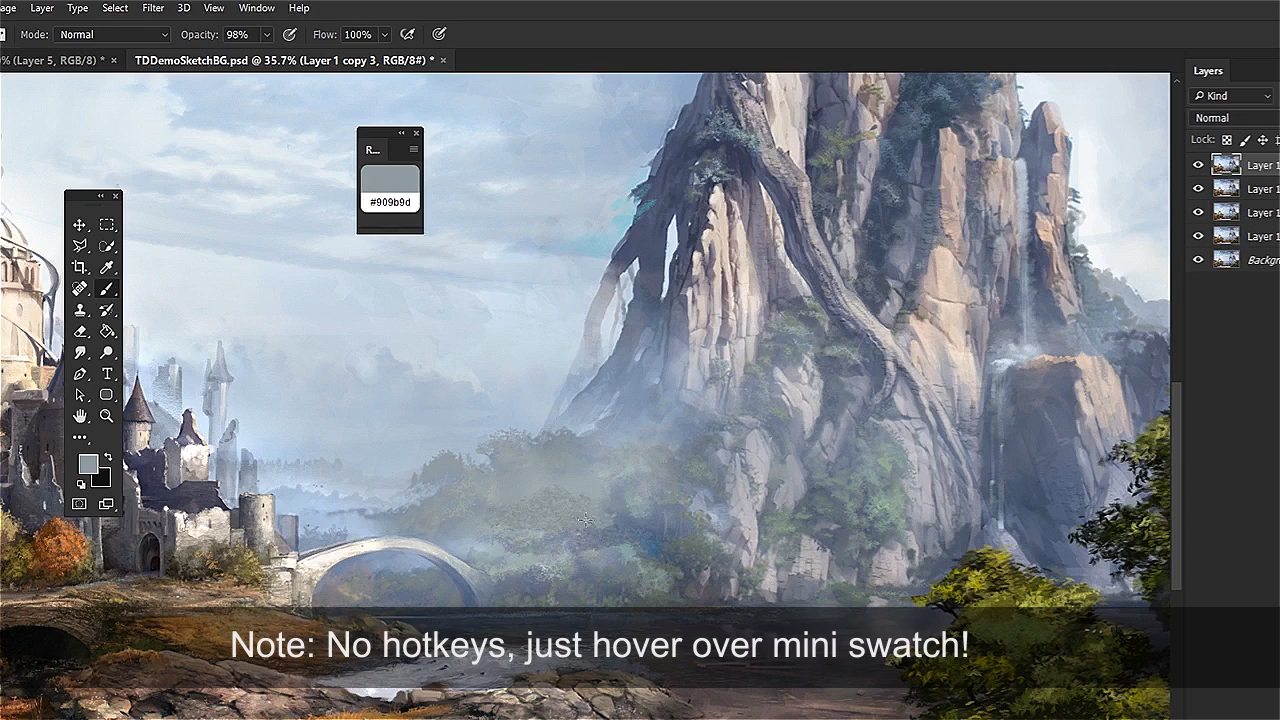 age Layer Type Select Filter 3D View Window Help
Mode: Normal Opacity: 98% Flow: 100%
% (Layer 5, RGB/8) * × TDDemoSketchBG.psd @ 35.7% (Layer 1 copy 3, RGB/8#) * ×
Layers
Kind
Normal
Lock:
R...
#909b9d
Layer 1
Layer 1
Layer 1
Layer 1
Backgr
T
Note: No hotkeys, just hover over mini swatch!